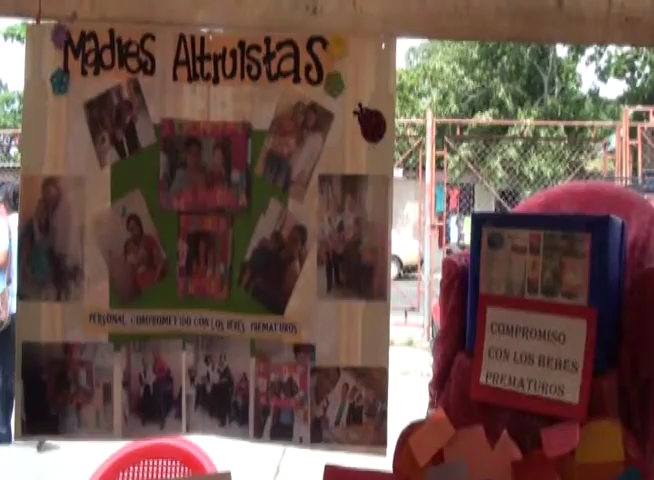 Madres Altruistas
PERSONAL COMPROMETIDO CON LOS BEBES PREMATUROS
COMPROMISO
CON LOS BEBES
PREMATUROS